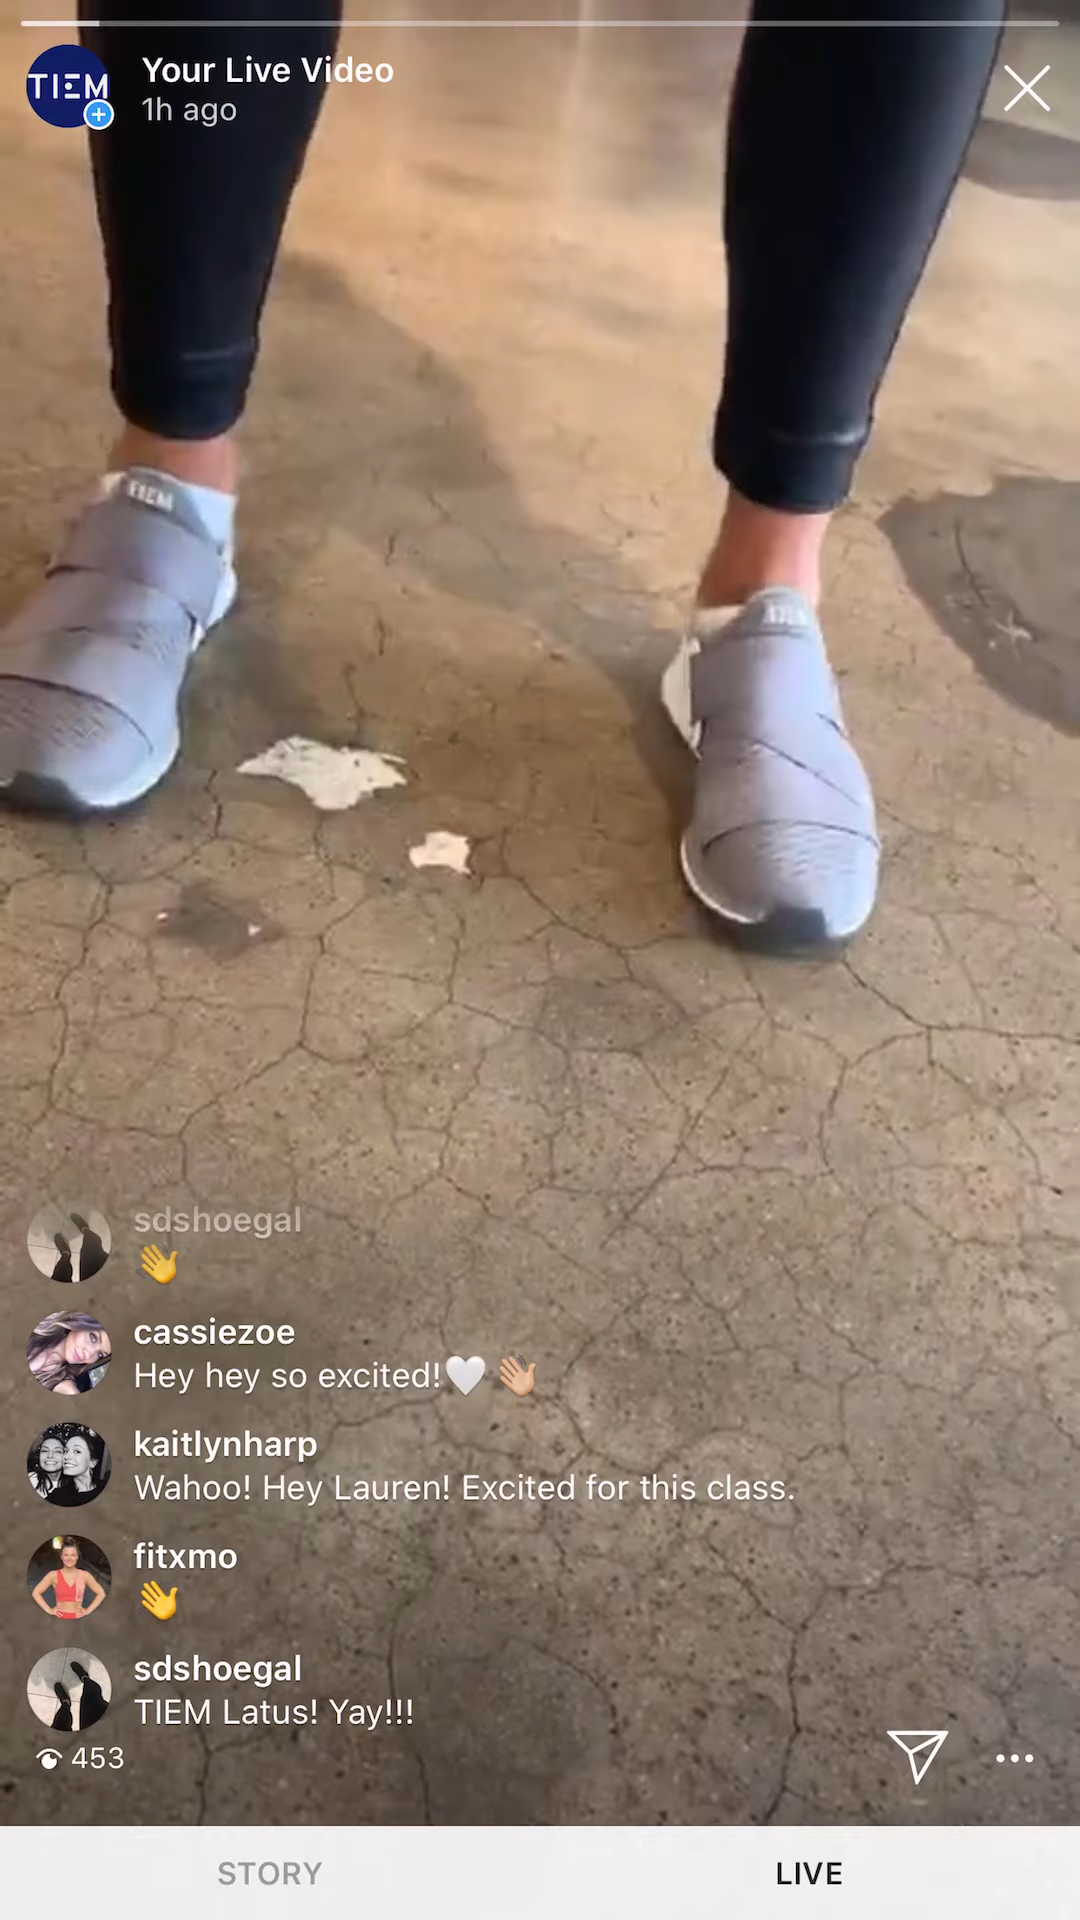 TIEM
Your Live Video
1h ago
TIEM
sdshoegal
👋
cassiezoe
Hey hey so excited!🤍 👋🏼
kaitlynharp
Wahoo! Hey Lauren! Excited for this class.
fitxmo
👋
sdshoegal
TIEM Latus! Yay!!!
453
STORY
LIVE